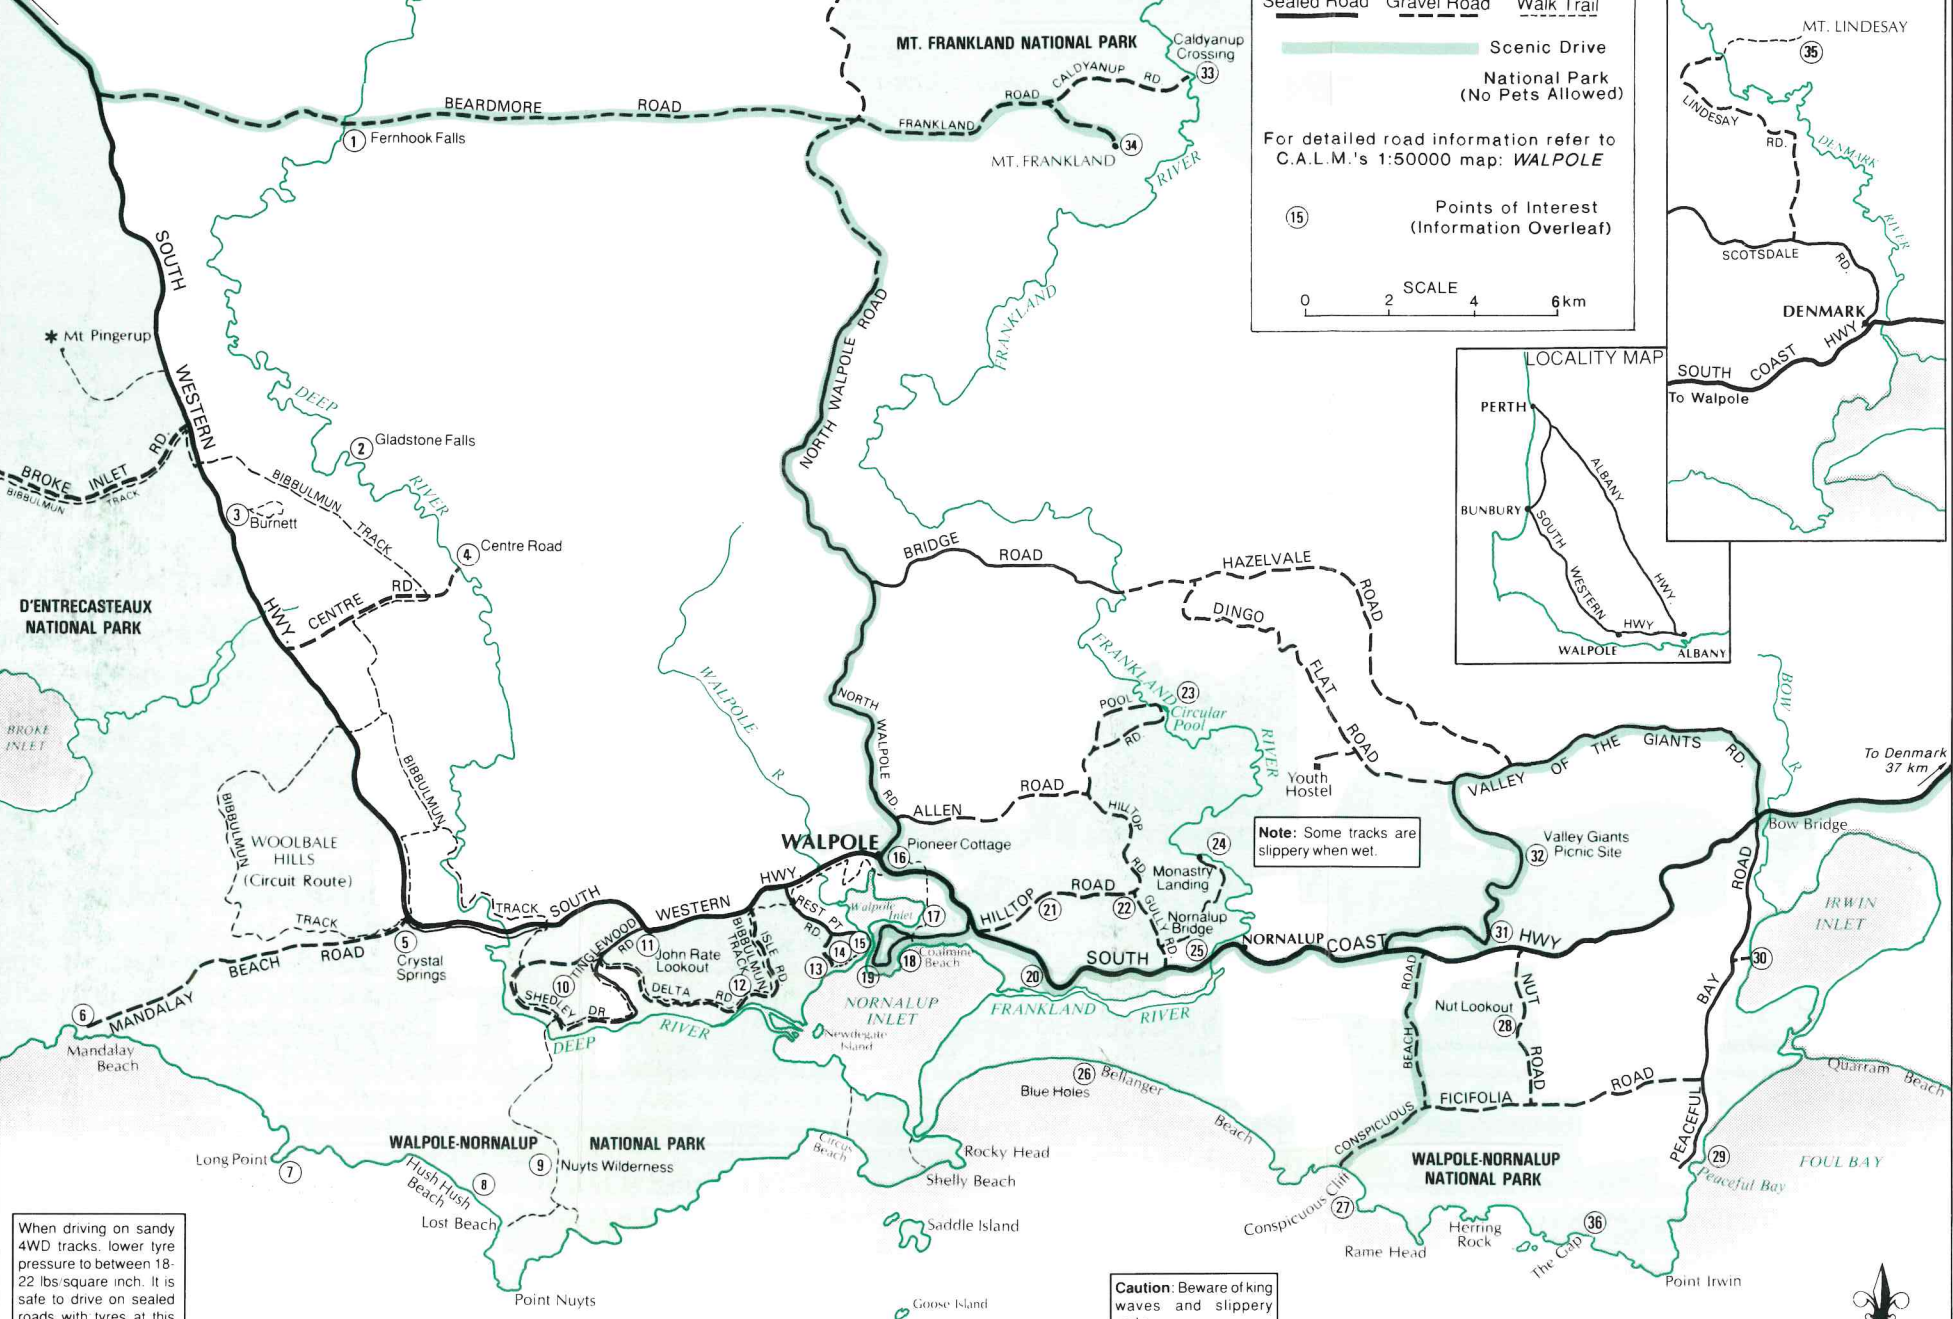 Sealed Road Gravel Road Walk Trail
Scenic Drive
National Park
(No Pets Allowed)
For detailed road information refer to
C.A.L.M.'s 1:50000 map: WALPOLE
15
Points of Interest
(Information Overleaf)
SCALE
0 2 4 6km
MT. LINDESAY
35
LINDESAY
RD.
DENMARK
RIVER
SCOTSDALE
RD.
DENMARK
SOUTH COAST HWY
To Walpole
LOCALITY MAP
PERTH
ALBANY
HWY.
BUNBURY
SOUTH
WESTERN
HWY
WALPOLE
ALBANY
MT. FRANKLAND NATIONAL PARK
Caldyanup
Crossing
33
CALDYANUP RD
BEARDMORE ROAD
FRANKLAND ROAD
1 Fernhook Falls
MT. FRANKLAND
34
RIVER
FRANKLAND
SOUTH
WESTERN
HWY.
NORTH WALPOLE ROAD
* Mt Pingerup
DEEP
RIVER
2 Gladstone Falls
BROKE INLET RD.
BIBBULMUN TRACK
BIBBULMUN
TRACK
3 Burnett
4 Centre Road
CENTRE RD.
D'ENTRECASTEAUX
NATIONAL PARK
BROKE
INLET
BRIDGE ROAD
HAZELVALE
ROAD
DINGO
FLAT
ROAD
FRANKLAND
RIVER
WALPOLE
R
NORTH
WALPOLE
RD.
POOL
RD.
23
Circular
Pool
BOW
R
VALLEY OF THE GIANTS RD.
To Denmark
37 km
Youth
Hostel
BIBBULMUN
BIBBULMUN
WOOLBALE
HILLS
(Circuit Route)
TRACK
ALLEN ROAD
HILLTOP
RD.
WALPOLE
16 Pioneer Cottage
Note: Some tracks are
slippery when wet.
24
Monastry
Landing
Valley Giants
Picnic Site
32
Bow Bridge
IRWIN
INLET
ROAD
BAY
PEACEFUL
TRACK
SOUTH WESTERN HWY.
REST PT
RD.
Walpole
Inlet
17
HILLTOP ROAD
21
22
GULL
RD.
Nornalup
Bridge
25
NORNALUP
SOUTH COAST HWY
31
30
5
Crystal
Springs
MANDALAY BEACH ROAD
6
Mandalay
Beach
TINGLEWOOD
RD
10
11
John Rate
Lookout
BIBBULMUN
TRACK
ISLE RD
12
DELTA RD
SHEDLEY DR
13
14
15
18
Coalmine
Beach
19
20
DEEP RIVER
NORNALUP
INLET
FRANKLAND RIVER
Newdegate
Island
BEACH ROAD
Nut Lookout
28
NUT
ROAD
FICIFOLIA ROAD
CONSPICUOUS
26
Blue Holes
Bellanger
Beach
Quarram Beach
Long Point
7
WALPOLE-NORNALUP NATIONAL PARK
Hush Hush
Beach
8
9 Nuyts Wilderness
Lost Beach
Circus
Beach
Rocky Head
Shelly Beach
Saddle Island
Goose Island
Point Nuyts
Conspicuous Cliff
27
Rame Head
WALPOLE-NORNALUP
NATIONAL PARK
29
Peaceful Bay
FOUL BAY
Herring
Rock
36
The Gap
Point Irwin
When driving on sandy
4WD tracks. lower tyre
pressure to between 18-
22 lbs/square inch. It is
safe to drive on sealed
roads with tyres at this
Caution: Beware of king
waves and slippery